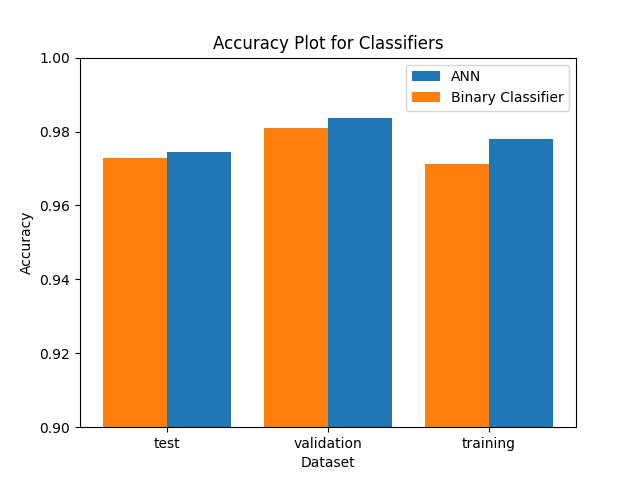 Accuracy Plot for Classifiers
1.00
0.98
0.96
0.94
0.92
0.90
Accuracy
ANN
Binary Classifier
test
validation
training
Dataset